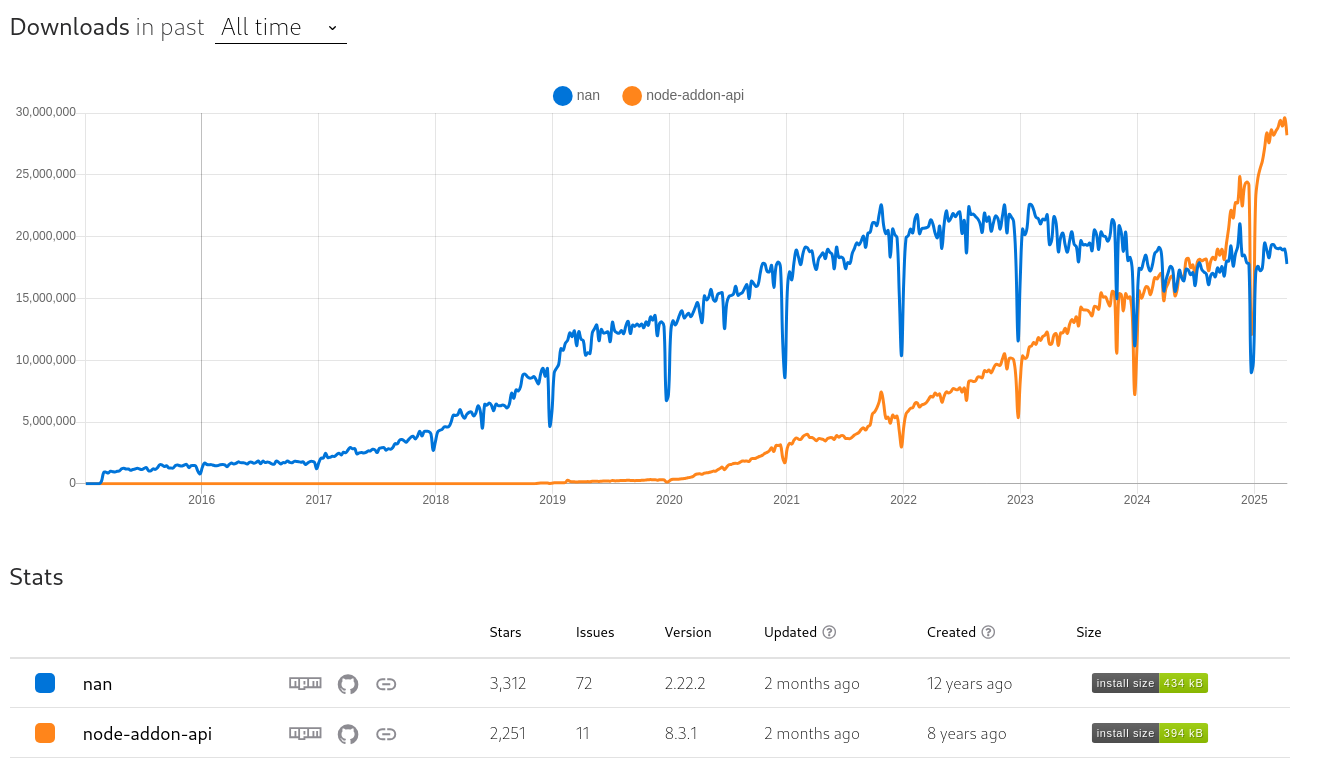 Downloads in past All time
nan node-addon-api
30,000,000
25,000,000
20,000,000
15,000,000
10,000,000
5,000,000
0
2016 2017 2018 2019 2020 2021 2022 2023 2024 2025
Stats
Stars Issues Version Updated ? Created ? Size
nan npm 3,312 72 2.22.2 2 months ago 12 years ago install size 434 kB
node-addon-api npm 2,251 11 8.3.1 2 months ago 8 years ago install size 394 kB